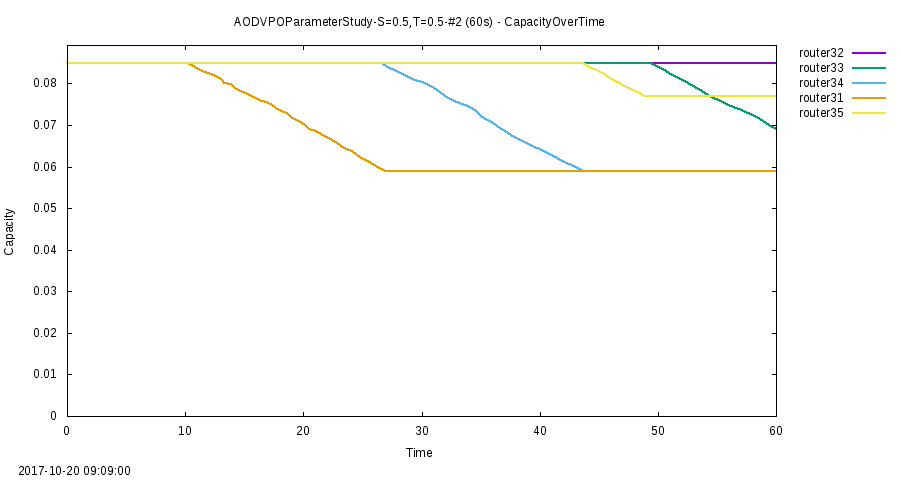 AODVPOParameterStudy-S=0.5,T=0.5-#2 (60s) - CapacityOverTime
router32
router33
router34
router31
router35
0.08
0.07
0.06
0.05
0.04
0.03
0.02
0.01
0
Capacity
0 10 20 30 40 50 60
Time
2017-10-20 09:09:00